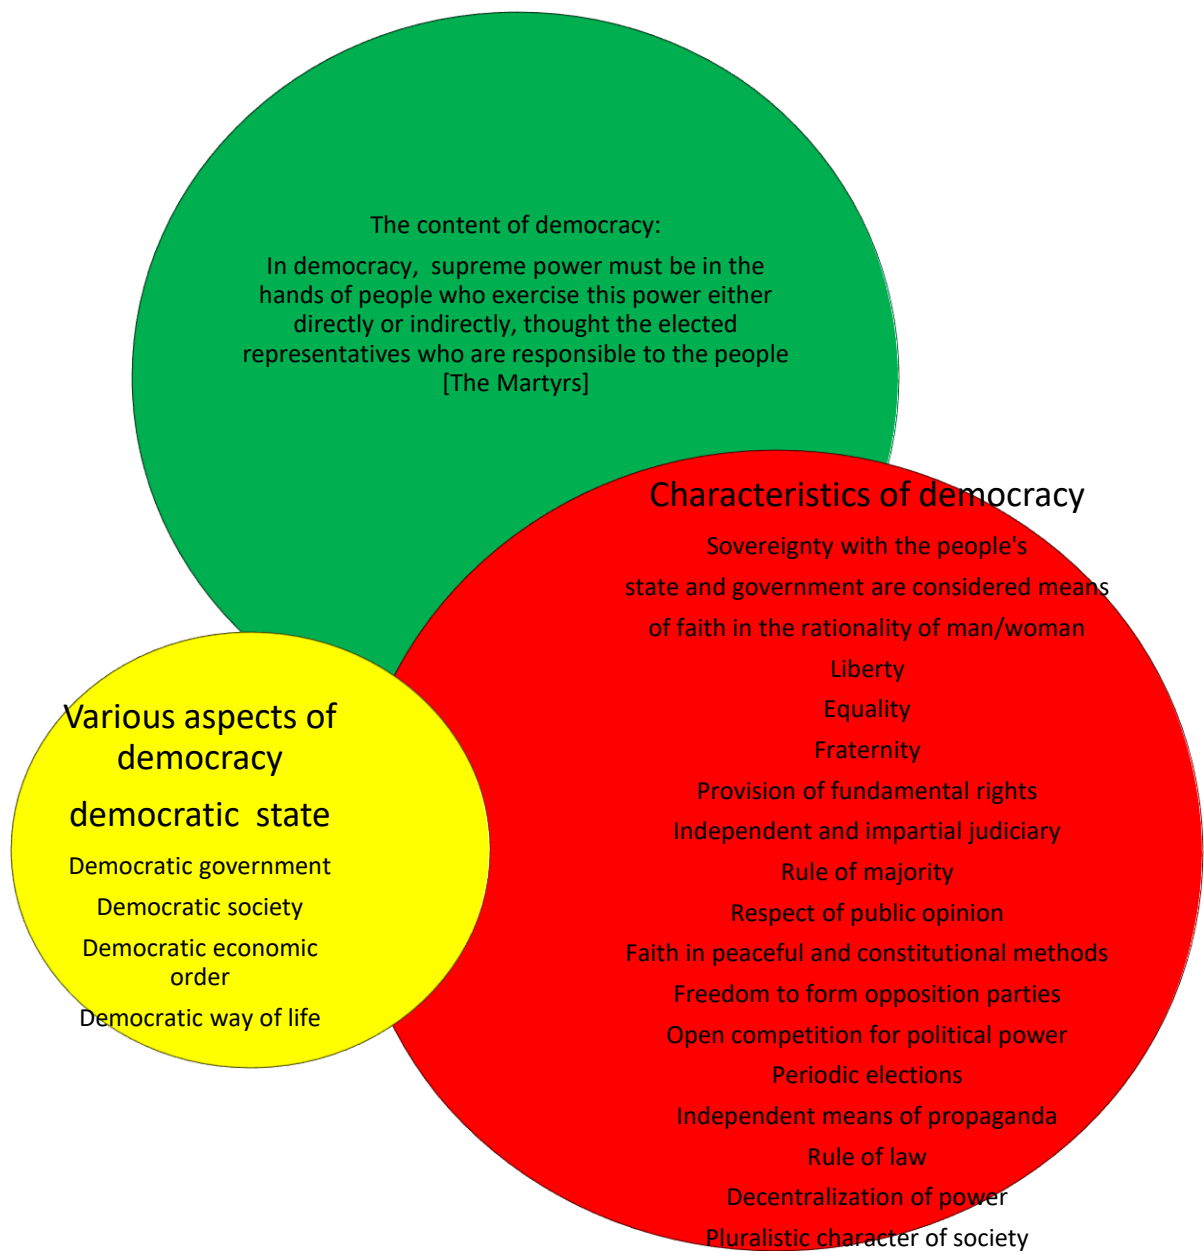 The content of democracy:
In democracy, supreme power must be in the
hands of people who exercise this power either
directly or indirectly, thought the elected
representatives who are responsible to the people
[The Martyrs]
Characteristics of democracy
Sovereignty with the people's
state and government are considered means
of faith in the rationality of man/woman
Liberty
Equality
Fraternity
Provision of fundamental rights
Independent and impartial judiciary
Rule of majority
Respect of public opinion
Faith in peaceful and constitutional methods
Freedom to form opposition parties
Open competition for political power
Periodic elections
Independent means of propaganda
Rule of law
Decentralization of power
Pluralistic character of society
Various aspects of
democracy
democratic state
Democratic government
Democratic society
Democratic economic
order
Democratic way of life